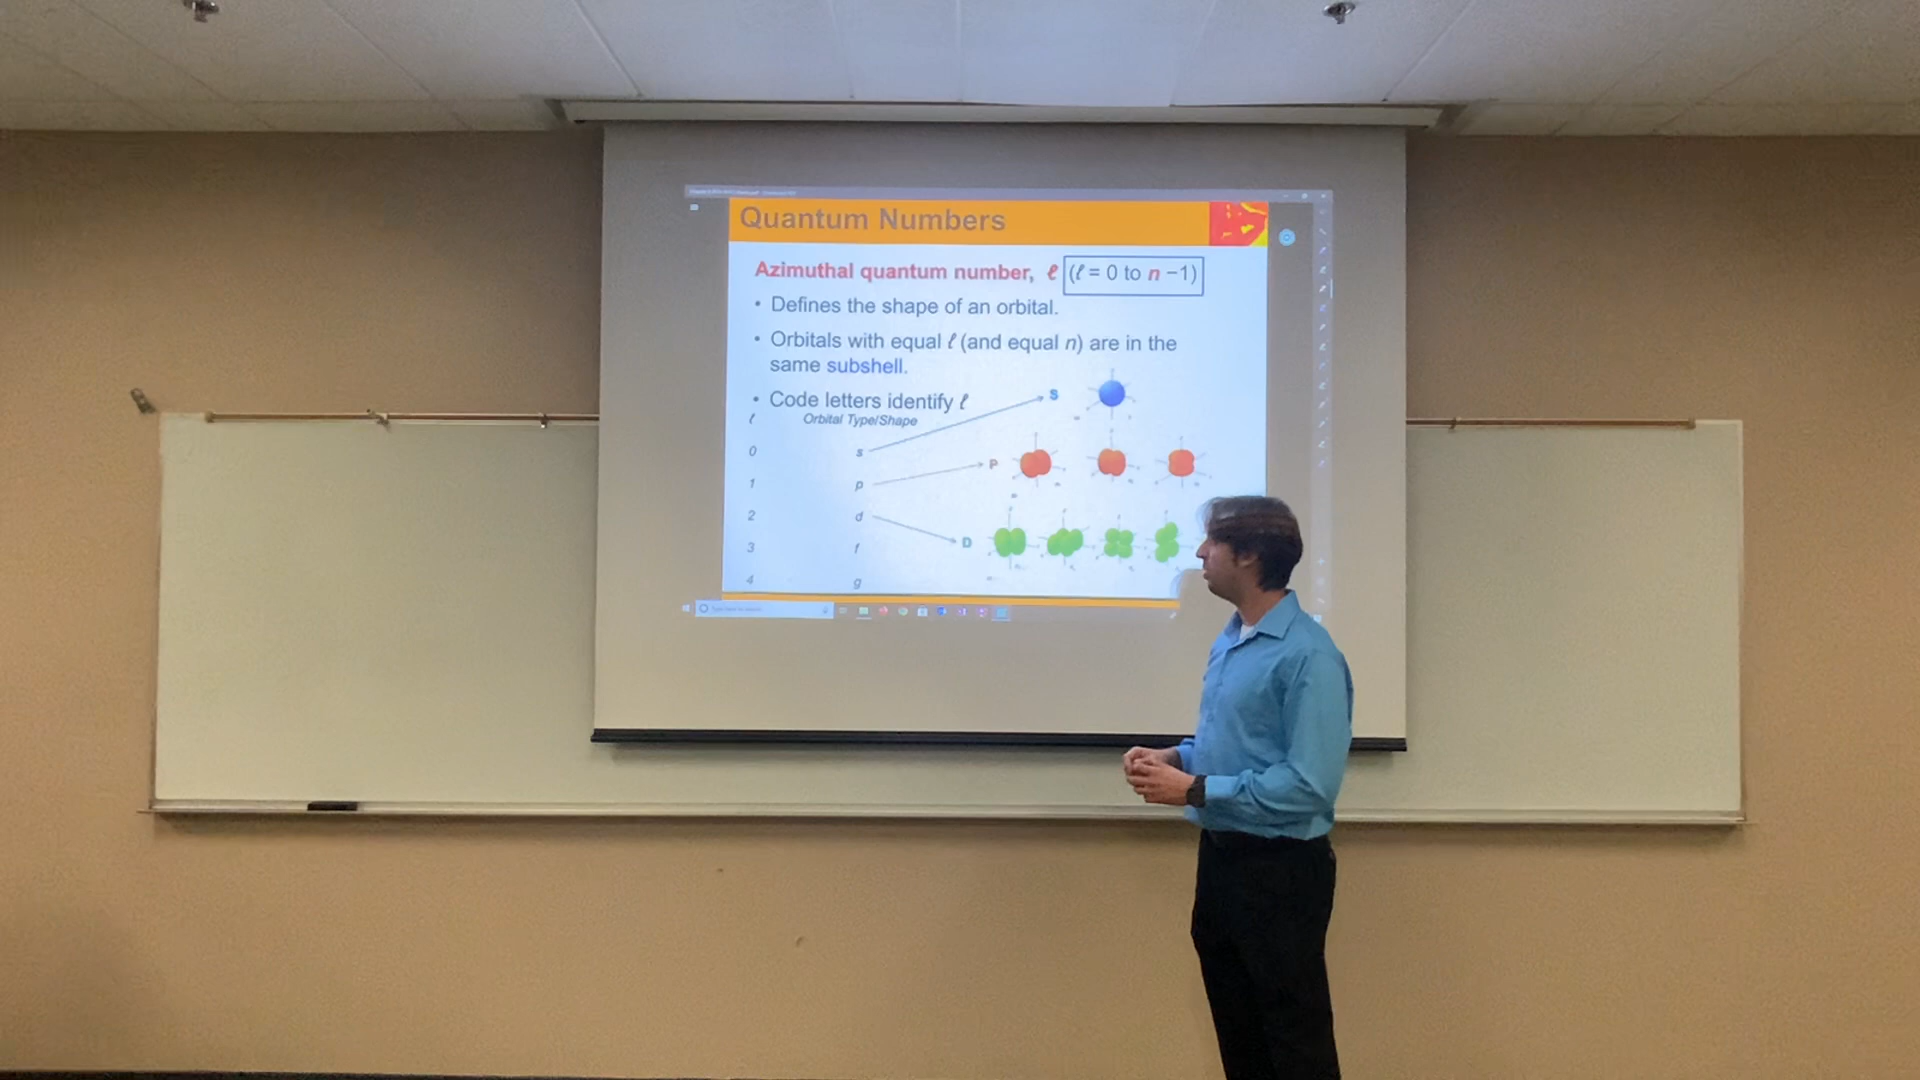 Quantum Numbers
Azimuthal quantum number, ℓ (ℓ = 0 to n −1)
• Defines the shape of an orbital.
• Orbitals with equal ℓ (and equal n) are in the
same subshell.
• Code letters identify ℓ
ℓ Orbital Type/Shape
S
0 s
P
1 p
2 d
D
3 f
4 g